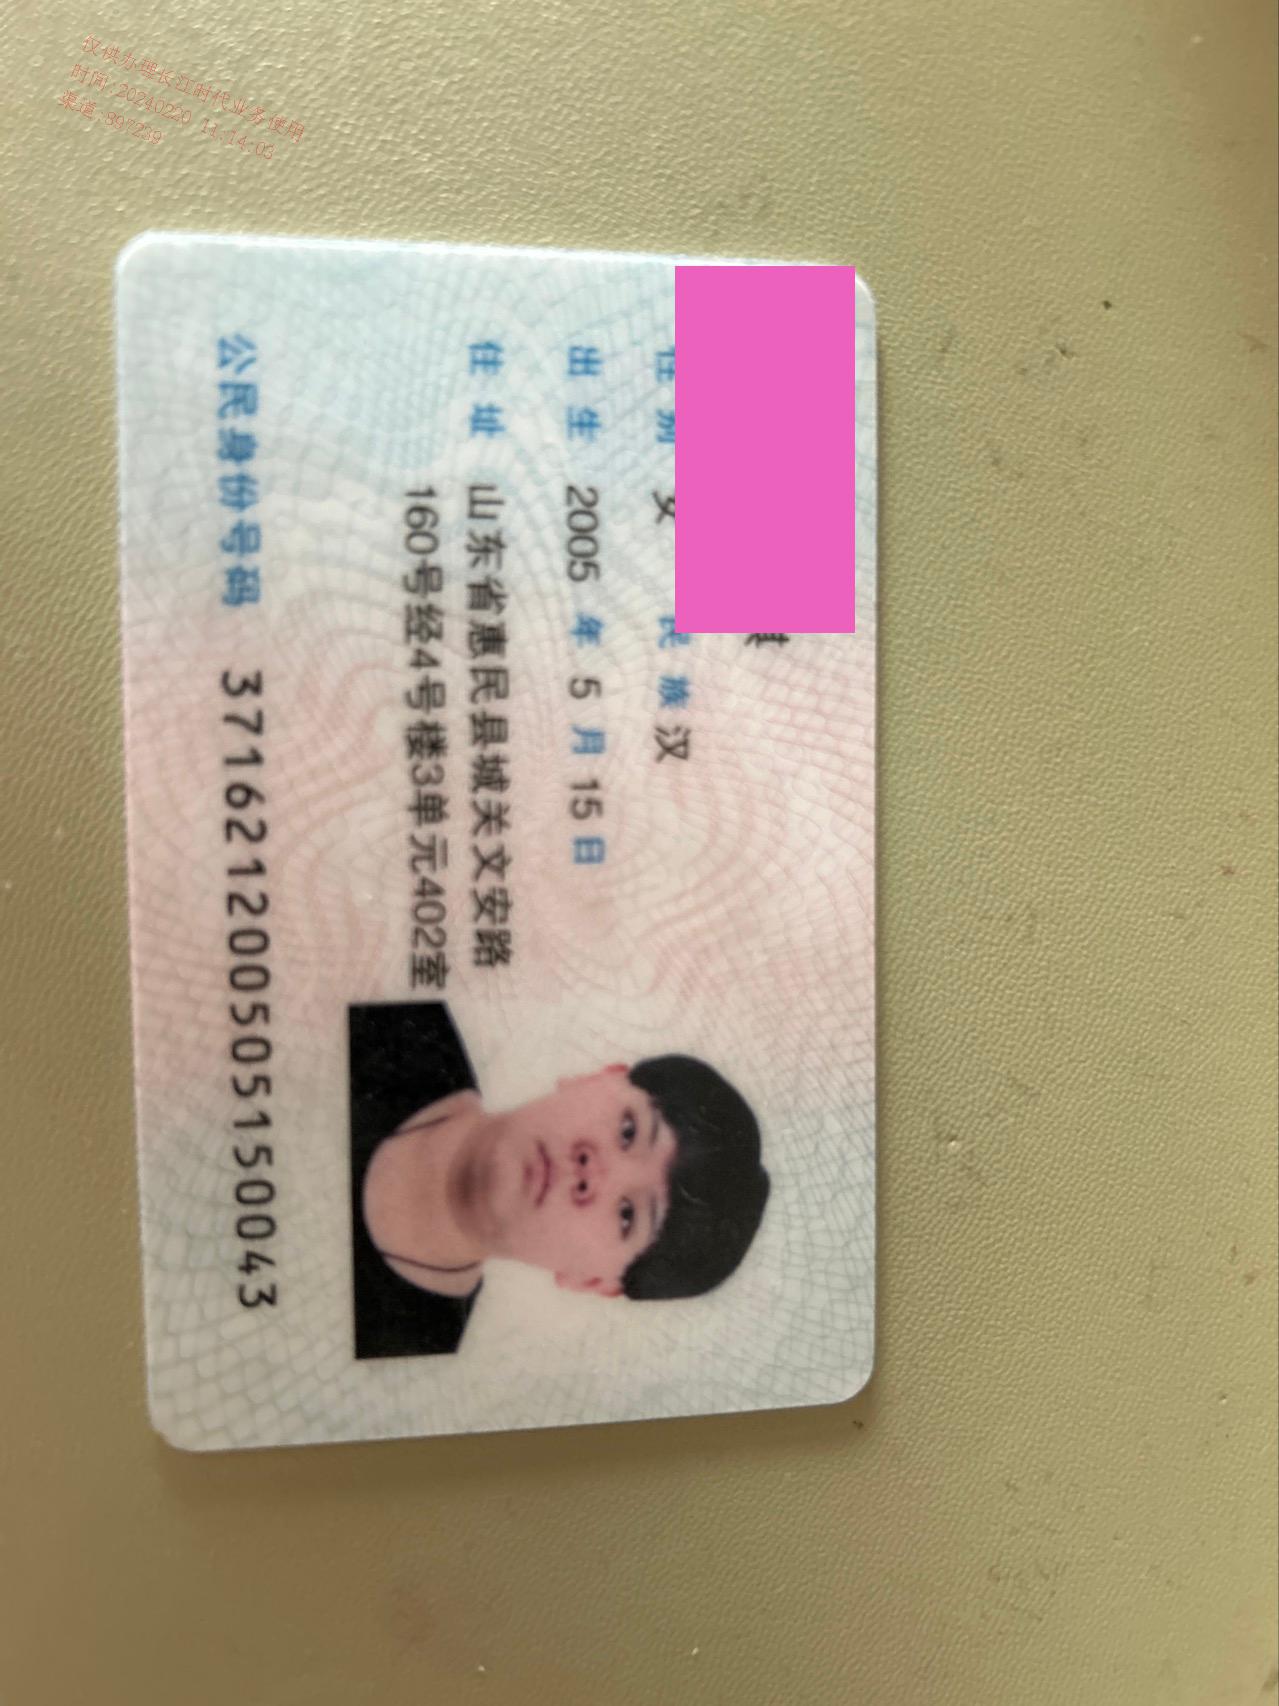 仅供办理长江时代业务使用
时间:20240220 11:14:03
渠道:897239
性别 女 民族 汉
出生 2005 年 5 月 15 日
住址 山东省惠民县城关文安路
160号经4号楼3单元402室
公民身份号码 371621200505150043